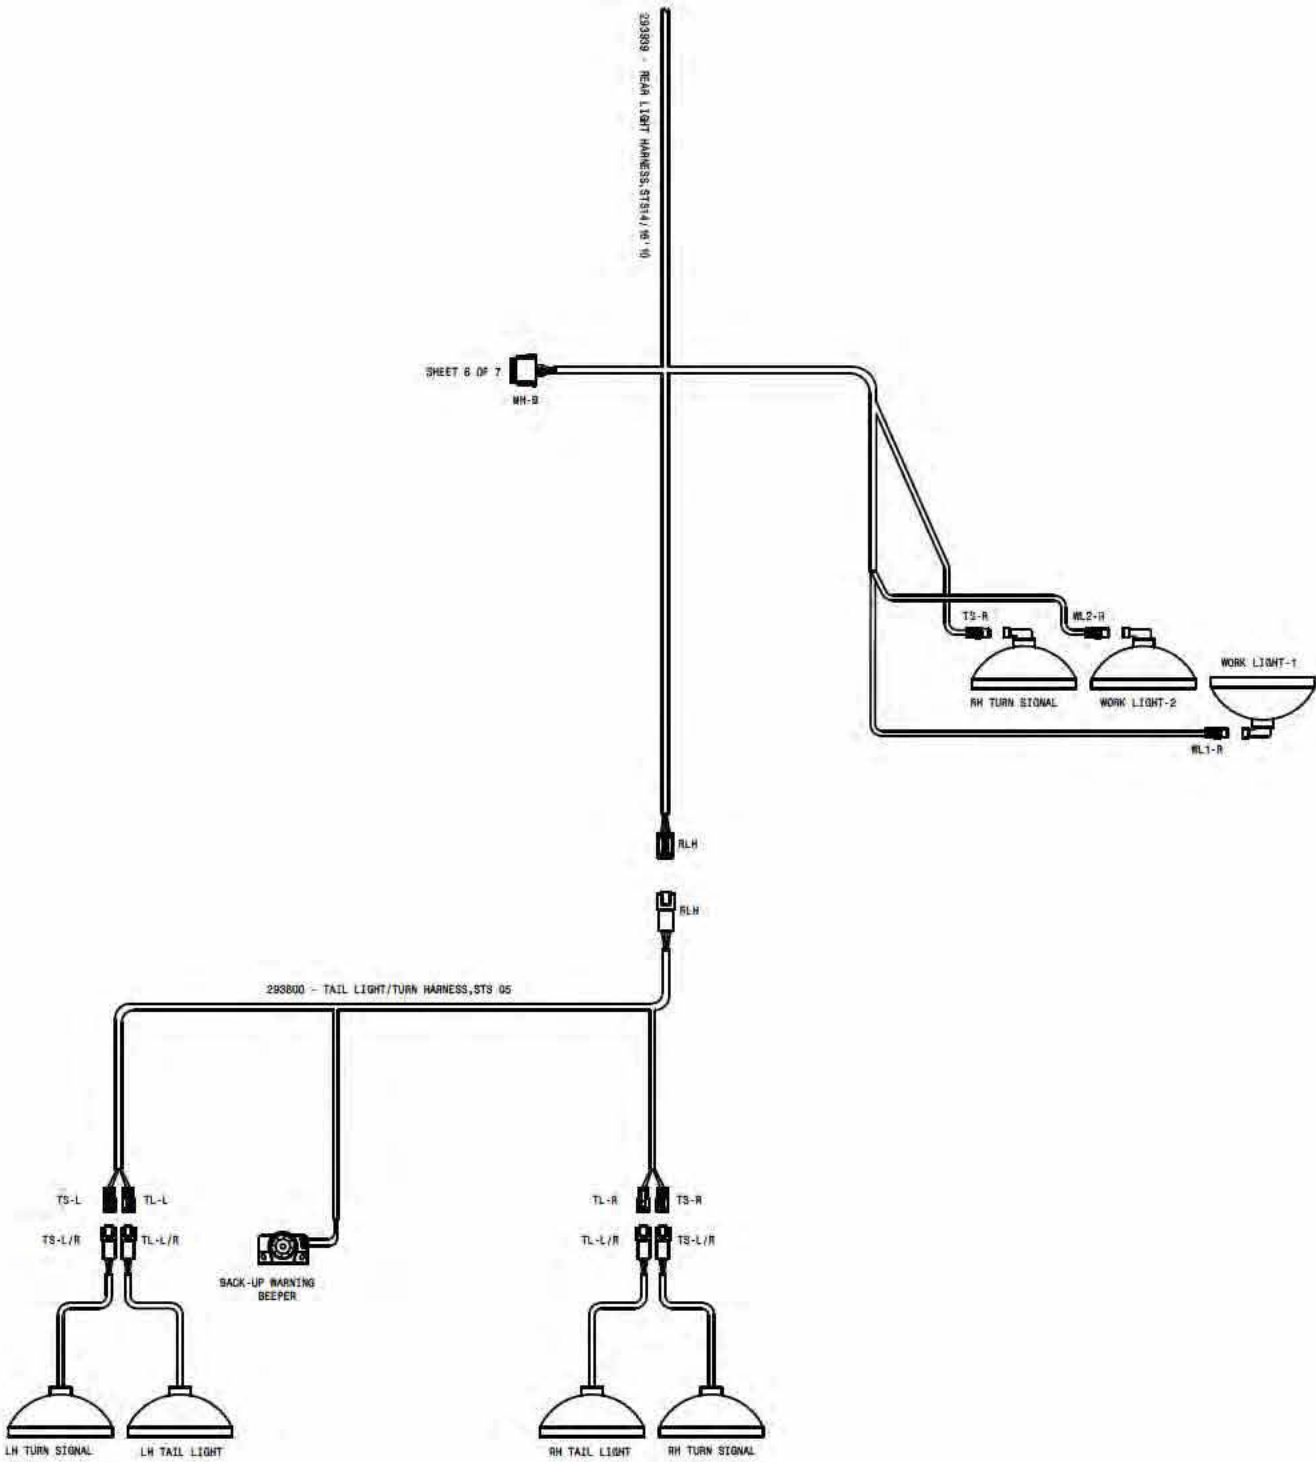 293939 - REAR LIGHT HARNESS,STS14/16'10
SHEET 6 OF 7
WH-B
TS-R
WL2-R
WORK LIGHT-1
RH TURN SIGNAL
WORK LIGHT-2
WL1-R
RLH
RLH
293800 - TAIL LIGHT/TURN HARNESS,STS 05
TS-L
TL-L
TL-R
TS-R
TS-L/R
TL-L/R
TL-L/R
TS-L/R
BACK-UP WARNING
BEEPER
LH TURN SIGNAL
LH TAIL LIGHT
RH TAIL LIGHT
RH TURN SIGNAL